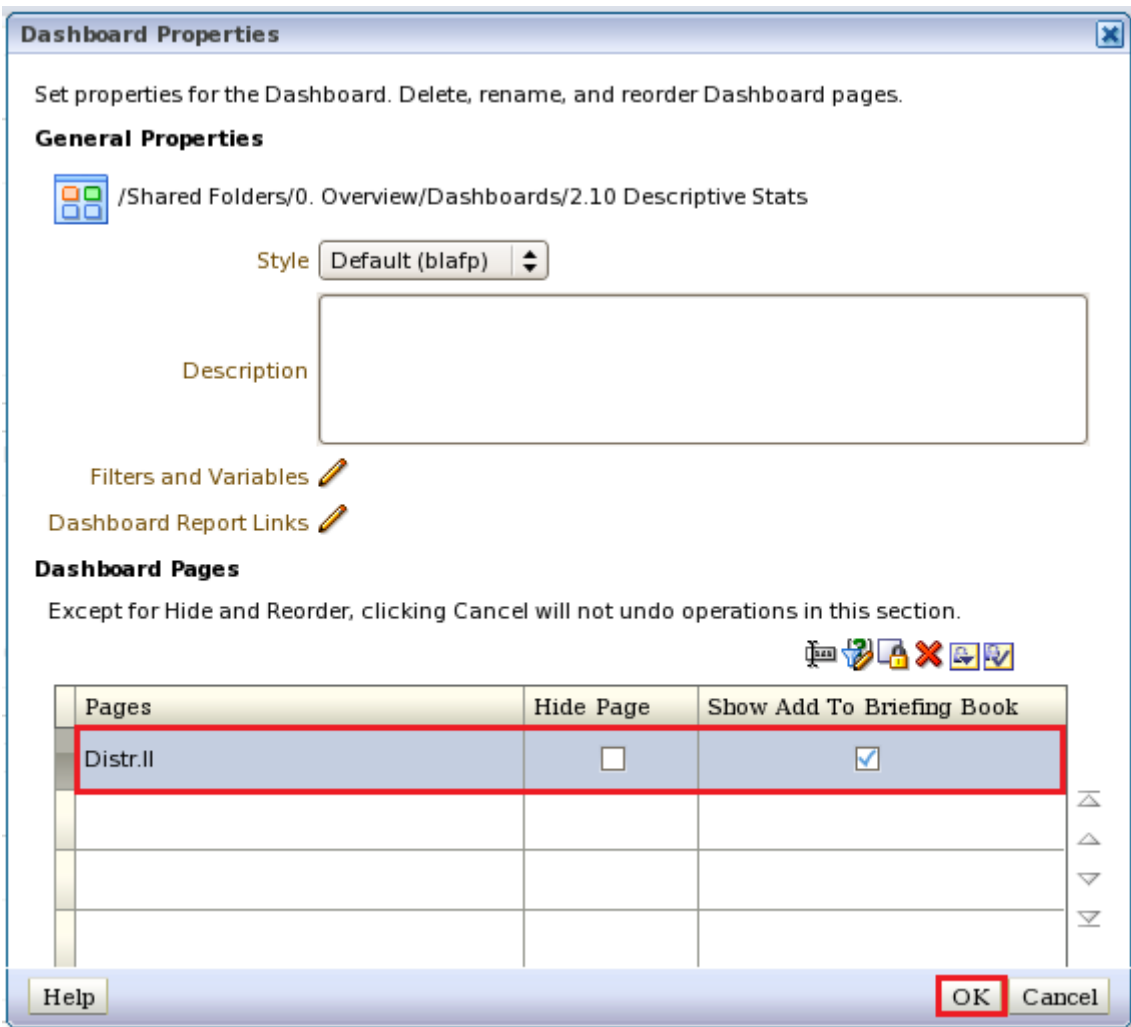 Dashboard Properties
Set properties for the Dashboard. Delete, rename, and reorder Dashboard pages.
General Properties
/Shared Folders/0. Overview/Dashboards/2.10 Descriptive Stats
Style Default (blafp)
Description
Filters and Variables
Dashboard Report Links
Dashboard Pages
Except for Hide and Reorder, clicking Cancel will not undo operations in this section.
Pages Hide Page Show Add To Briefing Book
Distr.II
Help OK Cancel